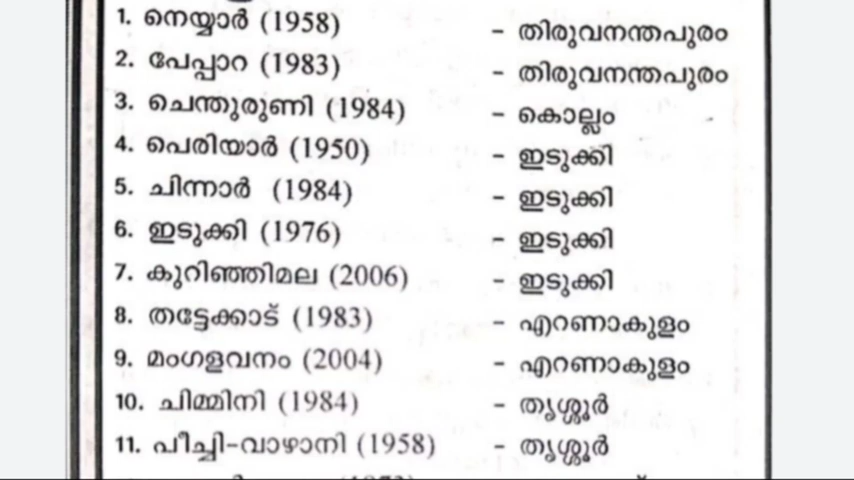 1. നെയ്യാർ (1958) - തിരുവനന്തപുരം
2. പേപ്പാറ (1983) - തിരുവനന്തപുരം
3. ചെന്തുരുണി (1984) - കൊല്ലം
4. പെരിയാർ (1950) - ഇടുക്കി
5. ചിന്നാർ (1984) - ഇടുക്കി
6. ഇടുക്കി (1976) - ഇടുക്കി
7. കുറിഞ്ഞിമല (2006) - ഇടുക്കി
8. തട്ടേക്കാട് (1983) - എറണാകുളം
9. മംഗളവനം (2004) - എറണാകുളം
10. ചിമ്മിനി (1984) - തൃശ്ശൂർ
11. പീച്ചി-വാഴാനി (1958) - തൃശ്ശൂർ